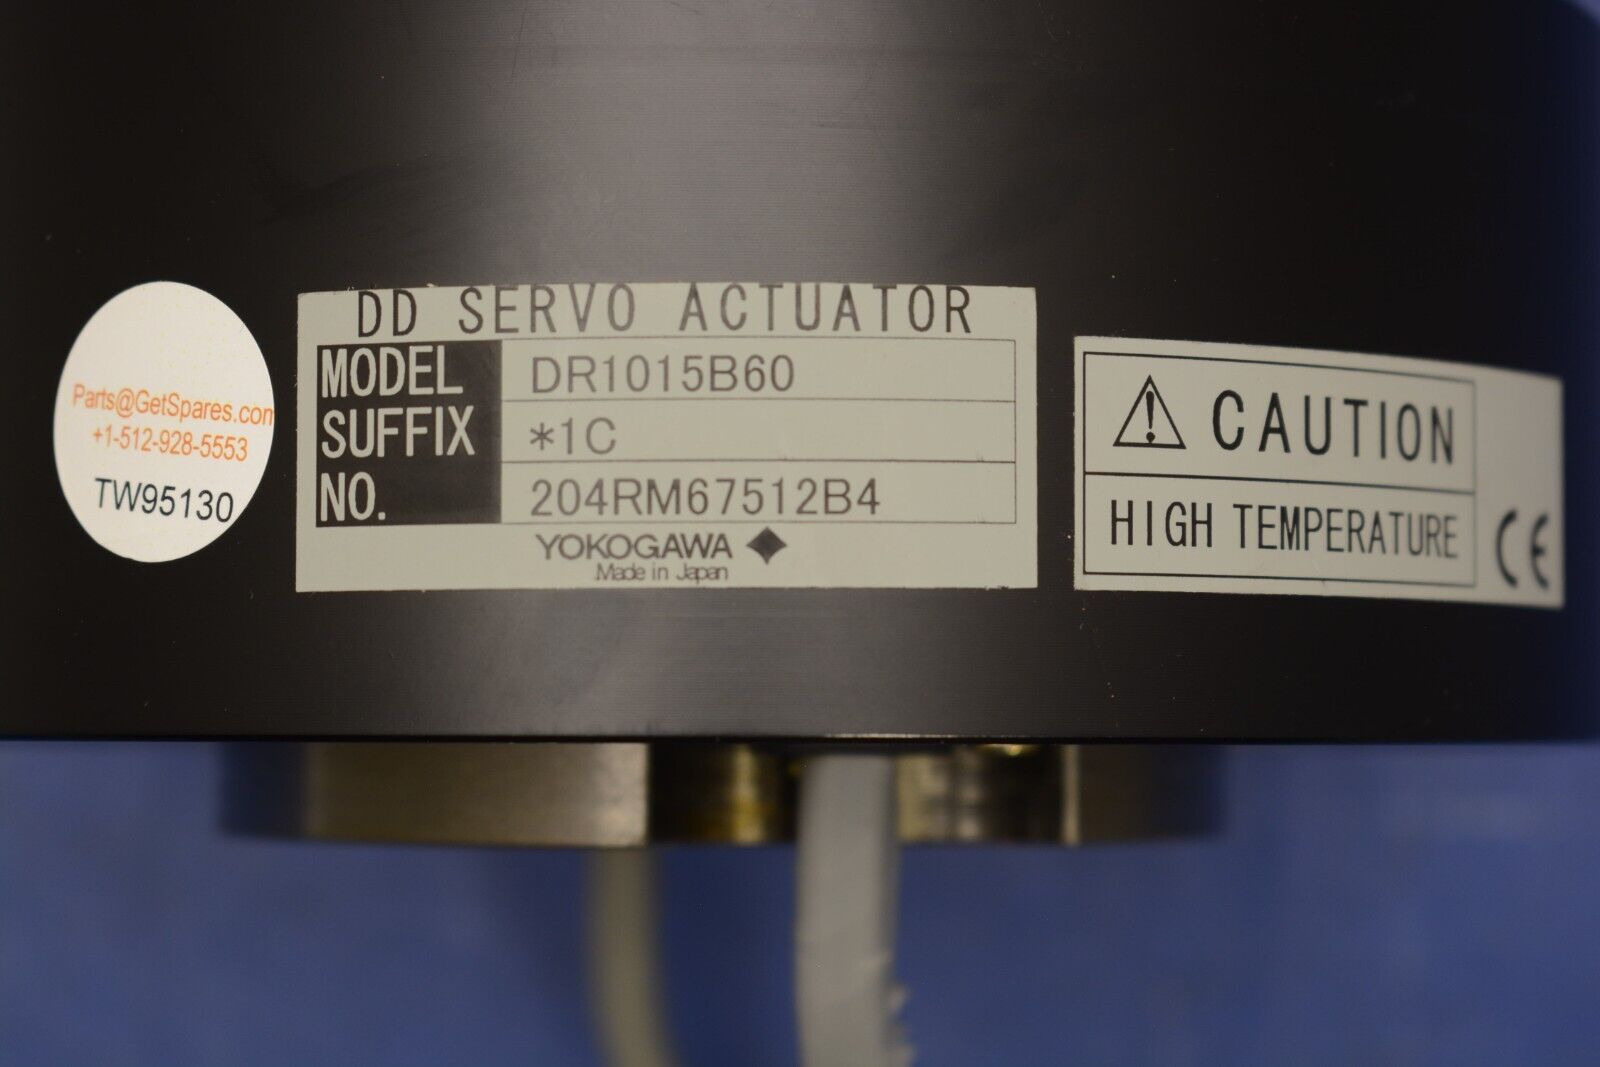 Parts@GetSpares.com
+1-512-928-5553
TW95130
DD SERVO ACTUATOR
MODEL DR1015B60
SUFFIX *1C
NO. 204RM67512B4
YOKOGAWA
Made in Japan
CAUTION
HIGH TEMPERATURE
CE